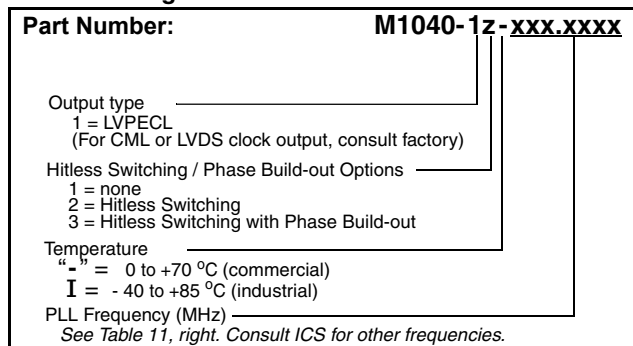 Part Number: M1040-1z-xxx.xxxx
Output type
1 = LVPECL
(For CML or LVDS clock output, consult factory)
Hitless Switching / Phase Build-out Options
1 = none
2 = Hitless Switching
3 = Hitless Switching with Phase Build-out
Temperature
“-” = 0 to +70 °C (commercial)
I = - 40 to +85 °C (industrial)
PLL Frequency (MHz)
See Table 11, right. Consult ICS for other frequencies.